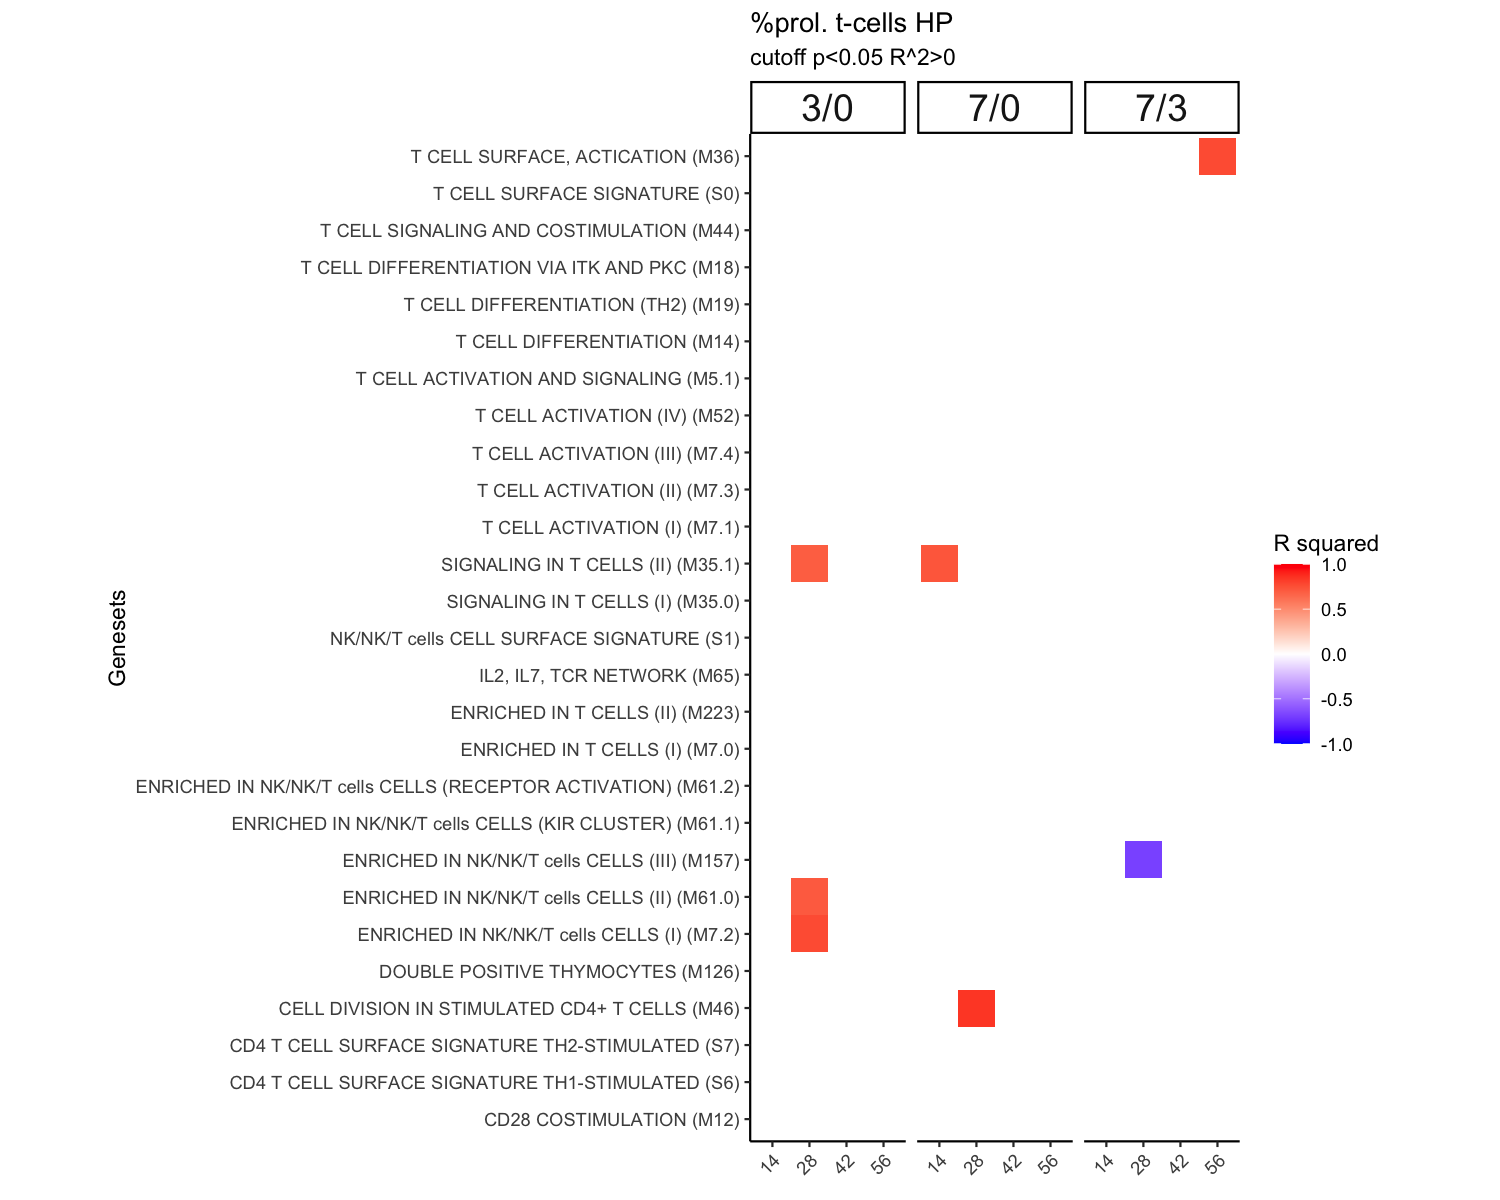 %prol. t-cells HP
cutoff p<0.05 R^2>0
3/0 7/0 7/3
T CELL SURFACE, ACTICATION (M36)
T CELL SURFACE SIGNATURE (S0)
T CELL SIGNALING AND COSTIMULATION (M44)
T CELL DIFFERENTIATION VIA ITK AND PKC (M18)
T CELL DIFFERENTIATION (TH2) (M19)
T CELL DIFFERENTIATION (M14)
T CELL ACTIVATION AND SIGNALING (M5.1)
T CELL ACTIVATION (IV) (M52)
T CELL ACTIVATION (III) (M7.4)
T CELL ACTIVATION (II) (M7.3)
T CELL ACTIVATION (I) (M7.1)
SIGNALING IN T CELLS (II) (M35.1)
SIGNALING IN T CELLS (I) (M35.0)
NK/NK/T cells CELL SURFACE SIGNATURE (S1)
IL2, IL7, TCR NETWORK (M65)
ENRICHED IN T CELLS (II) (M223)
ENRICHED IN T CELLS (I) (M7.0)
ENRICHED IN NK/NK/T cells CELLS (RECEPTOR ACTIVATION) (M61.2)
ENRICHED IN NK/NK/T cells CELLS (KIR CLUSTER) (M61.1)
ENRICHED IN NK/NK/T cells CELLS (III) (M157)
ENRICHED IN NK/NK/T cells CELLS (II) (M61.0)
ENRICHED IN NK/NK/T cells CELLS (I) (M7.2)
DOUBLE POSITIVE THYMOCYTES (M126)
CELL DIVISION IN STIMULATED CD4+ T CELLS (M46)
CD4 T CELL SURFACE SIGNATURE TH2-STIMULATED (S7)
CD4 T CELL SURFACE SIGNATURE TH1-STIMULATED (S6)
CD28 COSTIMULATION (M12)
Genesets
14 28 42 56 14 28 42 56 14 28 42 56
R squared
1.0
0.5
0.0
-0.5
-1.0